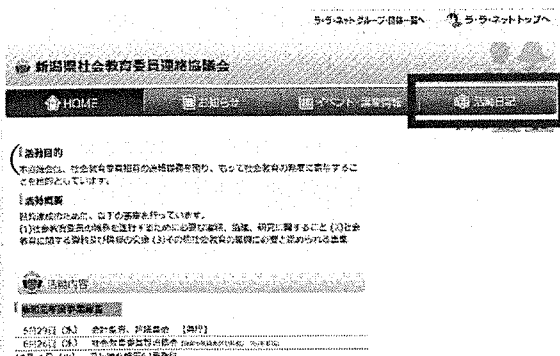 ラ・ラ・ネットグループ・団体一覧へ
ラ・ラ・ネットトップへ
新潟県社会教育委員連絡協議会
HOME
お知らせ
イベント・講座情報
活動日記
活動目的
本協議会は、社会教育委員相互の連絡提携を図り、もって社会教育の発展に寄与するこ
とを目的としています。
活動概要
目的達成のために、以下の事業を行っています。
(1)社会教育委員の職務を遂行するために必要な連絡、協議、研究に関すること (2)社会
教育に関する資料及び情報の交換 (3)その他社会教育の振興に必要と認められる事業
活動内容
5月29日 (水) 会計監査、
6月26日 (水)